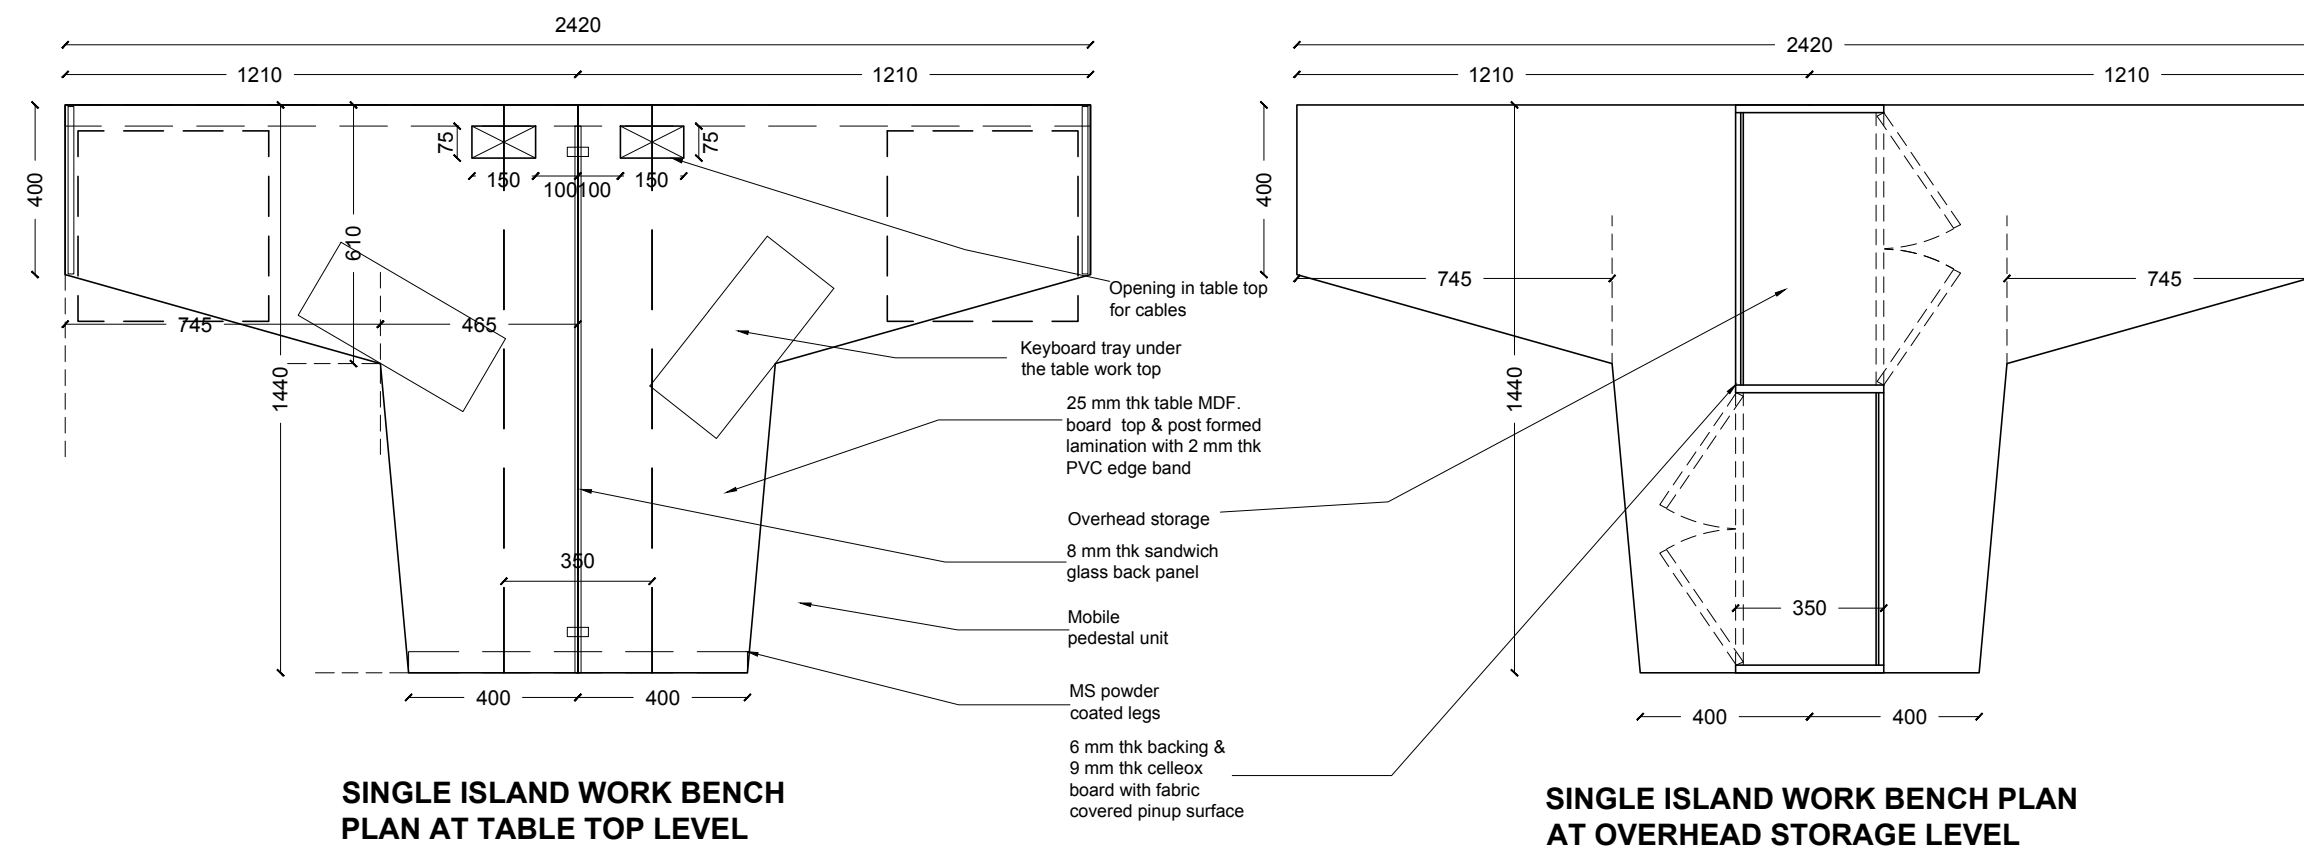 2420
1210
1210
400
75
75
150
100
100
150
610
745
465
1440
350
400
400
Opening in table top
for cables
Keyboard tray under
the table work top
25 mm thk table MDF.
board top & post formed
lamination with 2 mm thk
PVC edge band
Overhead storage
8 mm thk sandwich
glass back panel
Mobile
pedestal unit
MS powder
coated legs
6 mm thk backing &
9 mm thk celleox
board with fabric
covered pinup surface
SINGLE ISLAND WORK BENCH
PLAN AT TABLE TOP LEVEL
2420
1210
1210
400
745
745
1440
350
400
400
SINGLE ISLAND WORK BENCH PLAN
AT OVERHEAD STORAGE LEVEL